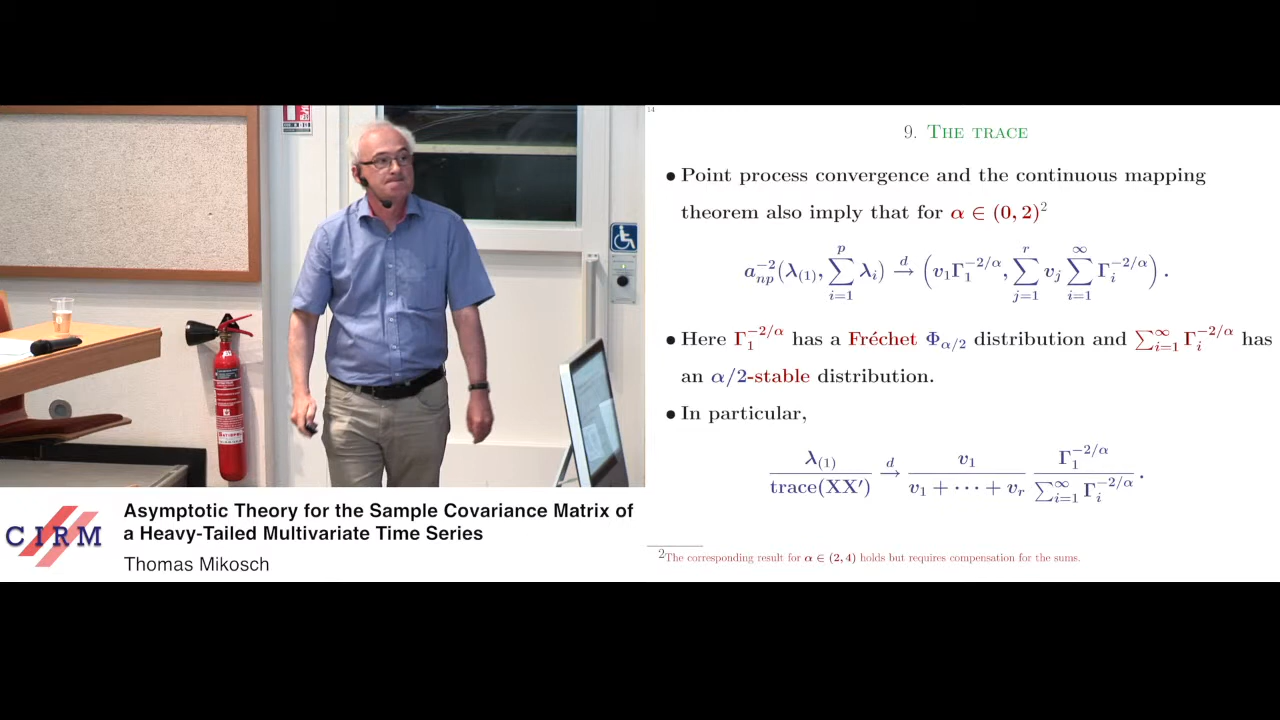 14
9. The trace
• Point process convergence and the continuous mapping
theorem also imply that for α ∈ (0, 2)²
a_{np}^{-2}(λ_{(1)}, ∑_{i=1}^{p} λ_i) →^d (v_1Γ_1^{-2/α}, ∑_{j=1}^{r} v_j ∑_{i=1}^{∞} Γ_i^{-2/α}).
• Here Γ_1^{-2/α} has a Fréchet Φ_{α/2} distribution and ∑_{i=1}^{∞} Γ_i^{-2/α} has
an α/2-stable distribution.
• In particular,
λ_{(1)} / trace(XX′) →^d v_1 / (v_1 + · · · + v_r) Γ_1^{-2/α} / ∑_{i=1}^{∞} Γ_i^{-2/α}.
²The corresponding result for α ∈ (2, 4) holds but requires compensation for the sums.
CIRM
Asymptotic Theory for the Sample Covariance Matrix of
a Heavy-Tailed Multivariate Time Series
Thomas Mikosch